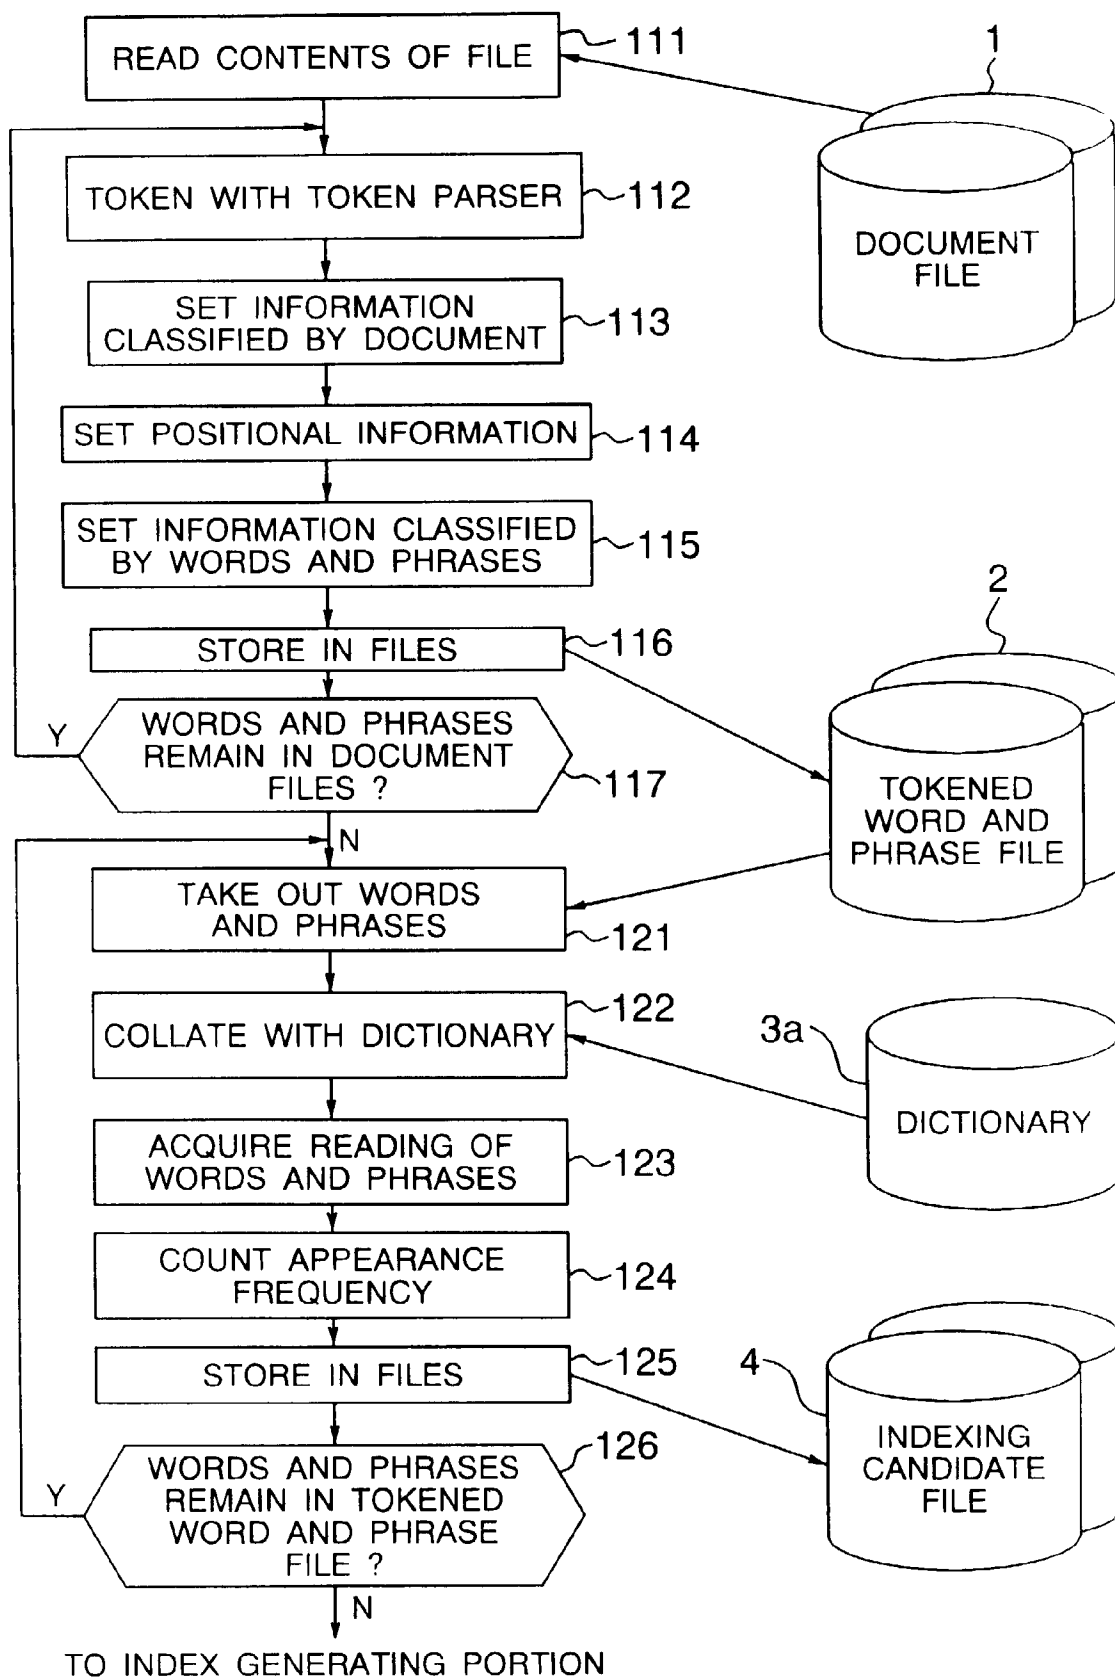 READ CONTENTS OF FILE
111
1
TOKEN WITH TOKEN PARSER
112
DOCUMENT
FILE
SET INFORMATION
CLASSIFIED BY DOCUMENT
113
SET POSITIONAL INFORMATION
114
SET INFORMATION CLASSIFIED
BY WORDS AND PHRASES
115
2
STORE IN FILES
116
Y
WORDS AND PHRASES
REMAIN IN DOCUMENT
FILES ?
117
TOKENED
WORD AND
PHRASE FILE
N
TAKE OUT WORDS
AND PHRASES
121
COLLATE WITH DICTIONARY
122
3a
DICTIONARY
ACQUIRE READING OF
WORDS AND PHRASES
123
COUNT APPEARANCE
FREQUENCY
124
STORE IN FILES
125
4
INDEXING
CANDIDATE
FILE
Y
WORDS AND PHRASES
REMAIN IN TOKENED
WORD AND PHRASE
FILE ?
126
N
TO INDEX GENERATING PORTION